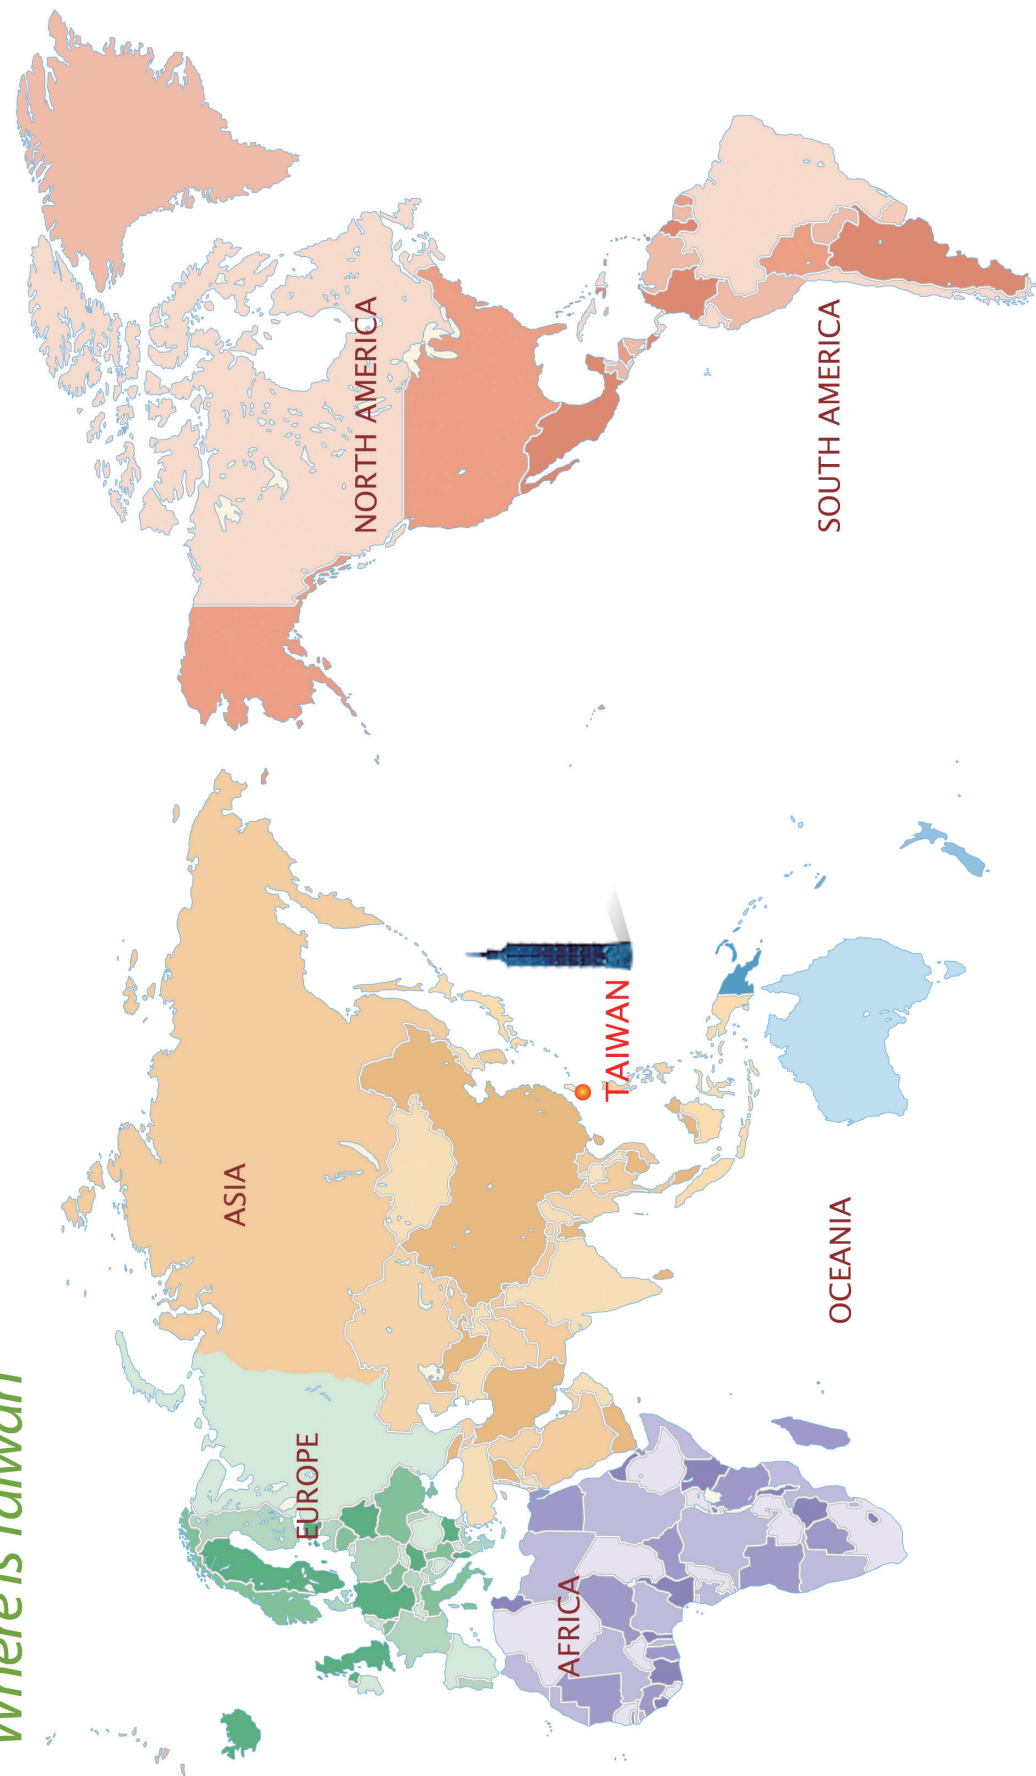 Where is Taiwan
NORTH AMERICA
ASIA
EUROPE
TAIWAN
AFRICA
SOUTH AMERICA
OCEANIA